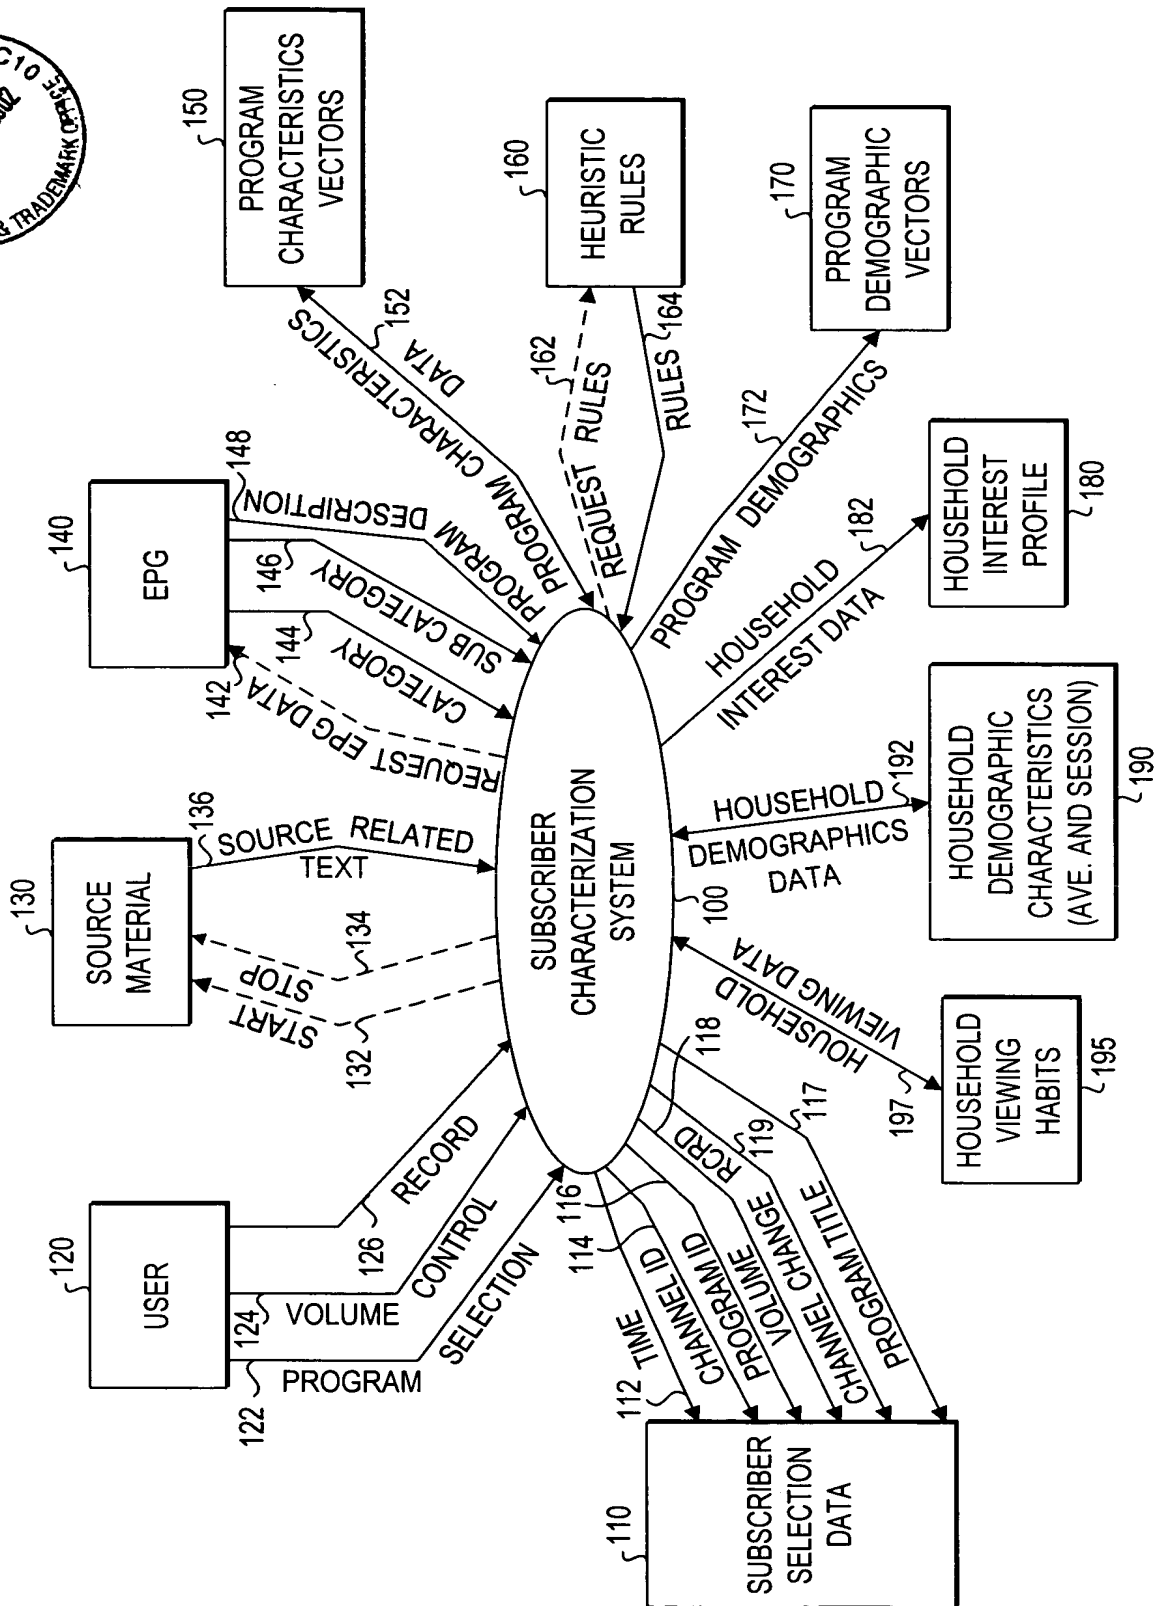 C10
& TRADEMARK OFFICE
120
USER
122
PROGRAM
SELECTION
124
VOLUME
CONTROL
126
RECORD
130
SOURCE
MATERIAL
132
START
134
STOP
136
SOURCE RELATED
TEXT
140
EPG
142
REQUEST EPG DATA
144
CATEGORY
146
SUB CATEGORY
148
PROGRAM DESCRIPTION
150
PROGRAM
CHARACTERISTICS
VECTORS
152
PROGRAM CHARACTERISTICS
DATA
160
HEURISTIC
RULES
162
REQUEST RULES
RULES
164
170
PROGRAM
DEMOGRAPHIC
VECTORS
PROGRAM DEMOGRAPHICS
172
SUBSCRIBER
CHARACTERIZATION
SYSTEM
100
110
SUBSCRIBER
SELECTION
DATA
112
TIME
114
CHANNEL ID
116
PROGRAM ID
118
VOLUME
RCRD
119
CHANNEL CHANGE
117
PROGRAM TITLE
197
HOUSEHOLD
VIEWING DATA
HOUSEHOLD
VIEWING
HABITS
195
HOUSEHOLD
DEMOGRAPHICS
DATA
192
HOUSEHOLD
DEMOGRAPHIC
CHARACTERISTICS
(AVE. AND SESSION)
190
HOUSEHOLD
INTEREST DATA
182
HOUSEHOLD
INTEREST
PROFILE
180